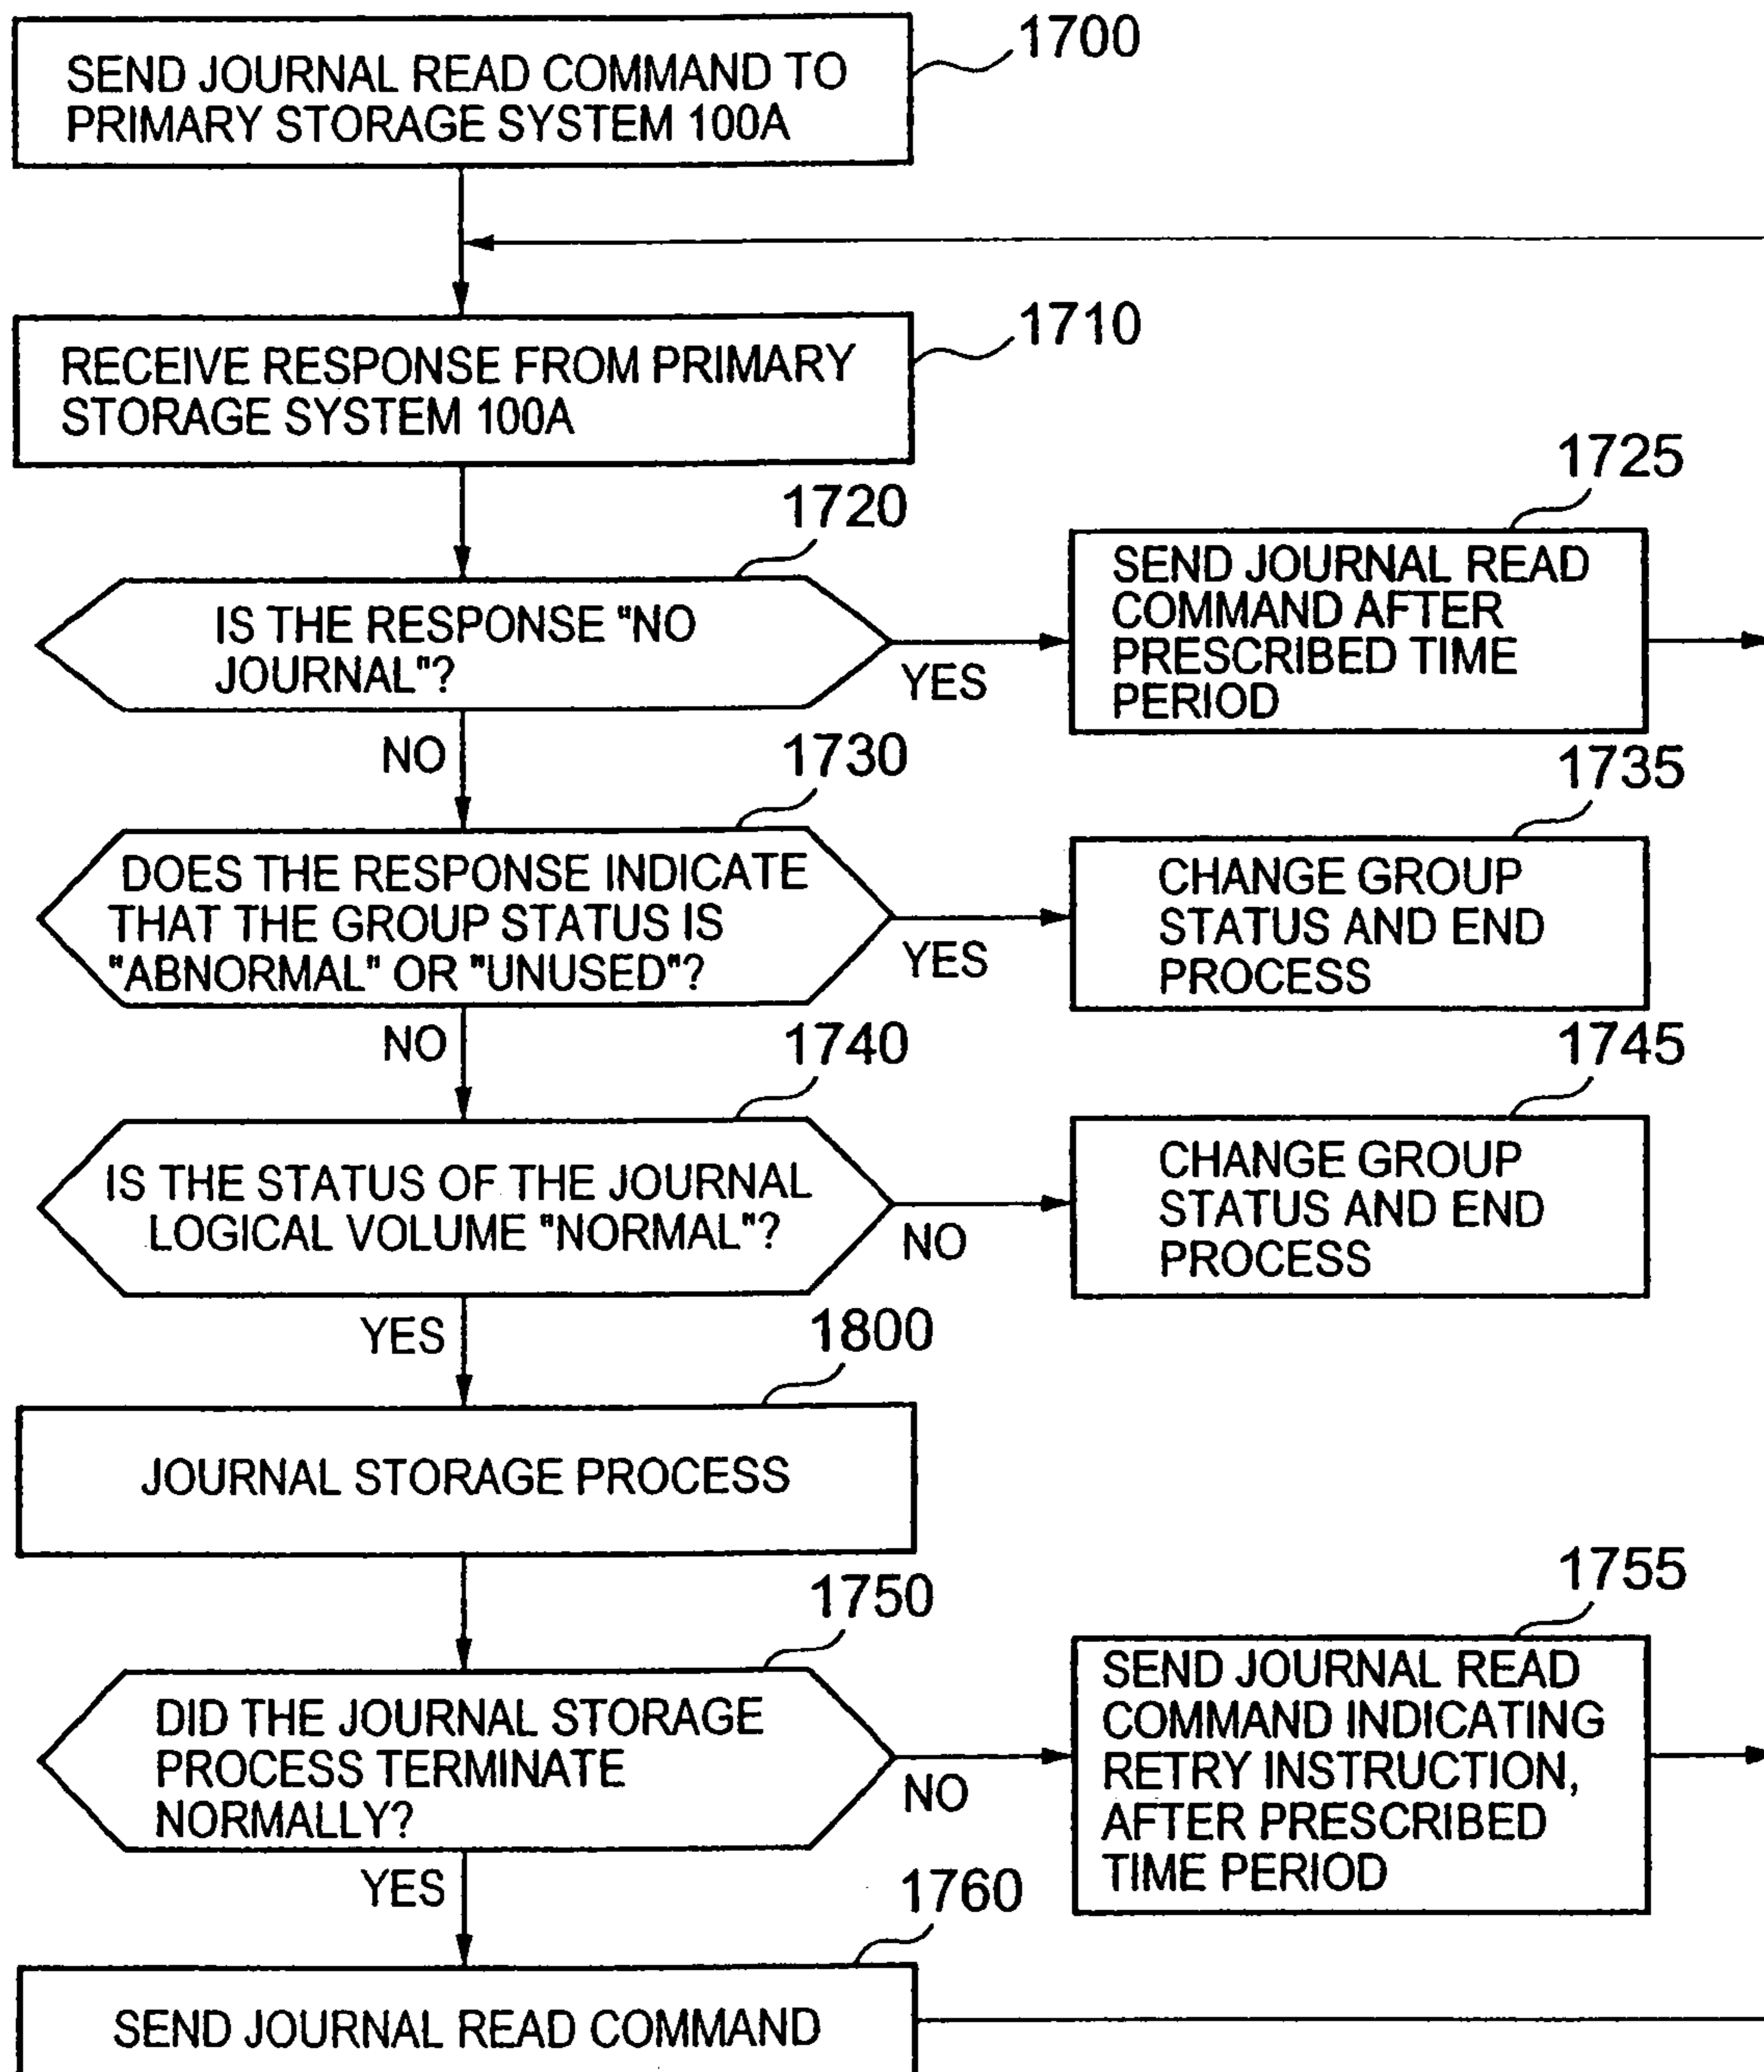 1700
SEND JOURNAL READ COMMAND TO
PRIMARY STORAGE SYSTEM 100A
1710
RECEIVE RESPONSE FROM PRIMARY
STORAGE SYSTEM 100A
1720
IS THE RESPONSE "NO
JOURNAL"?
YES
1725
SEND JOURNAL READ
COMMAND AFTER
PRESCRIBED TIME
PERIOD
NO
1730
DOES THE RESPONSE INDICATE
THAT THE GROUP STATUS IS
"ABNORMAL" OR "UNUSED"?
YES
1735
CHANGE GROUP
STATUS AND END
PROCESS
NO
1740
IS THE STATUS OF THE JOURNAL
LOGICAL VOLUME "NORMAL"?
NO
1745
CHANGE GROUP
STATUS AND END
PROCESS
YES
1800
JOURNAL STORAGE PROCESS
1750
DID THE JOURNAL STORAGE
PROCESS TERMINATE
NORMALLY?
NO
1755
SEND JOURNAL READ
COMMAND INDICATING
RETRY INSTRUCTION,
AFTER PRESCRIBED
TIME PERIOD
YES
1760
SEND JOURNAL READ COMMAND